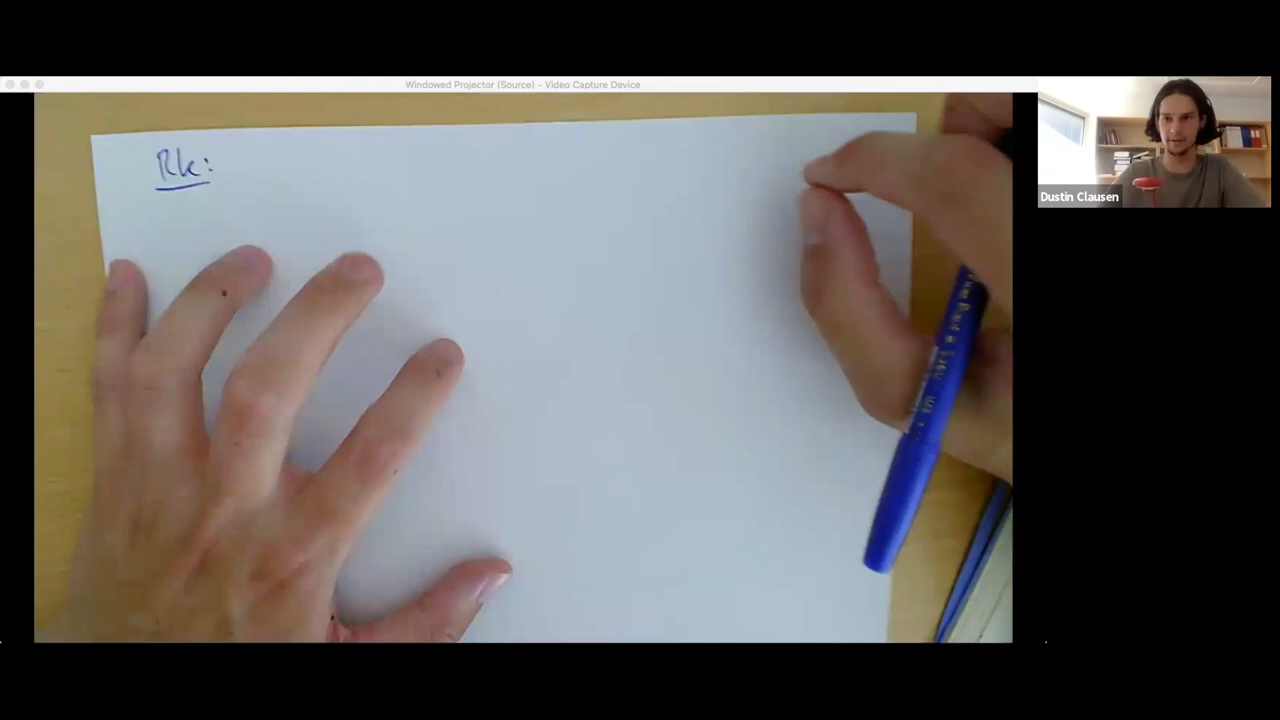 Windowed Projector (Source) - Video Capture Device
Rk:
Dustin Clausen